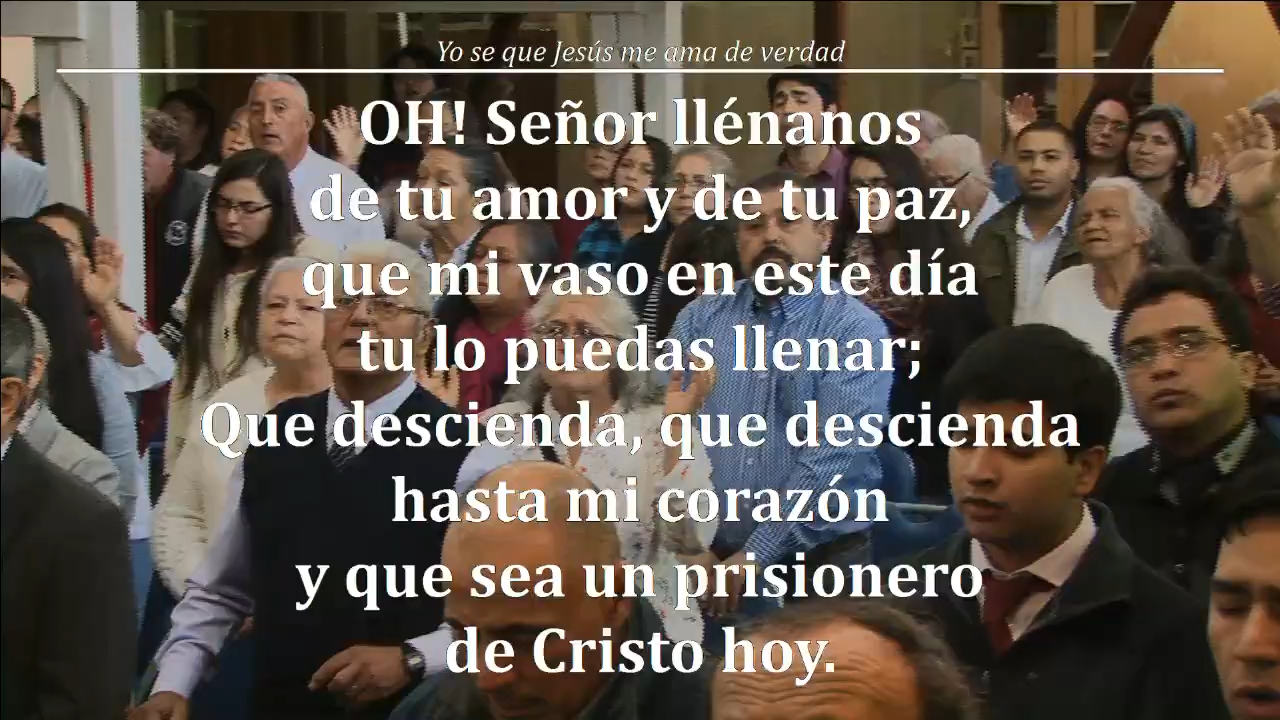 Yo se que Jesús me ama de verdad
OH! Señor llénanos
de tu amor y de tu paz,
que mi vaso en este día
tu lo puedas llenar;
Que descienda, que descienda
hasta mi corazón
y que sea un prisionero
de Cristo hoy.